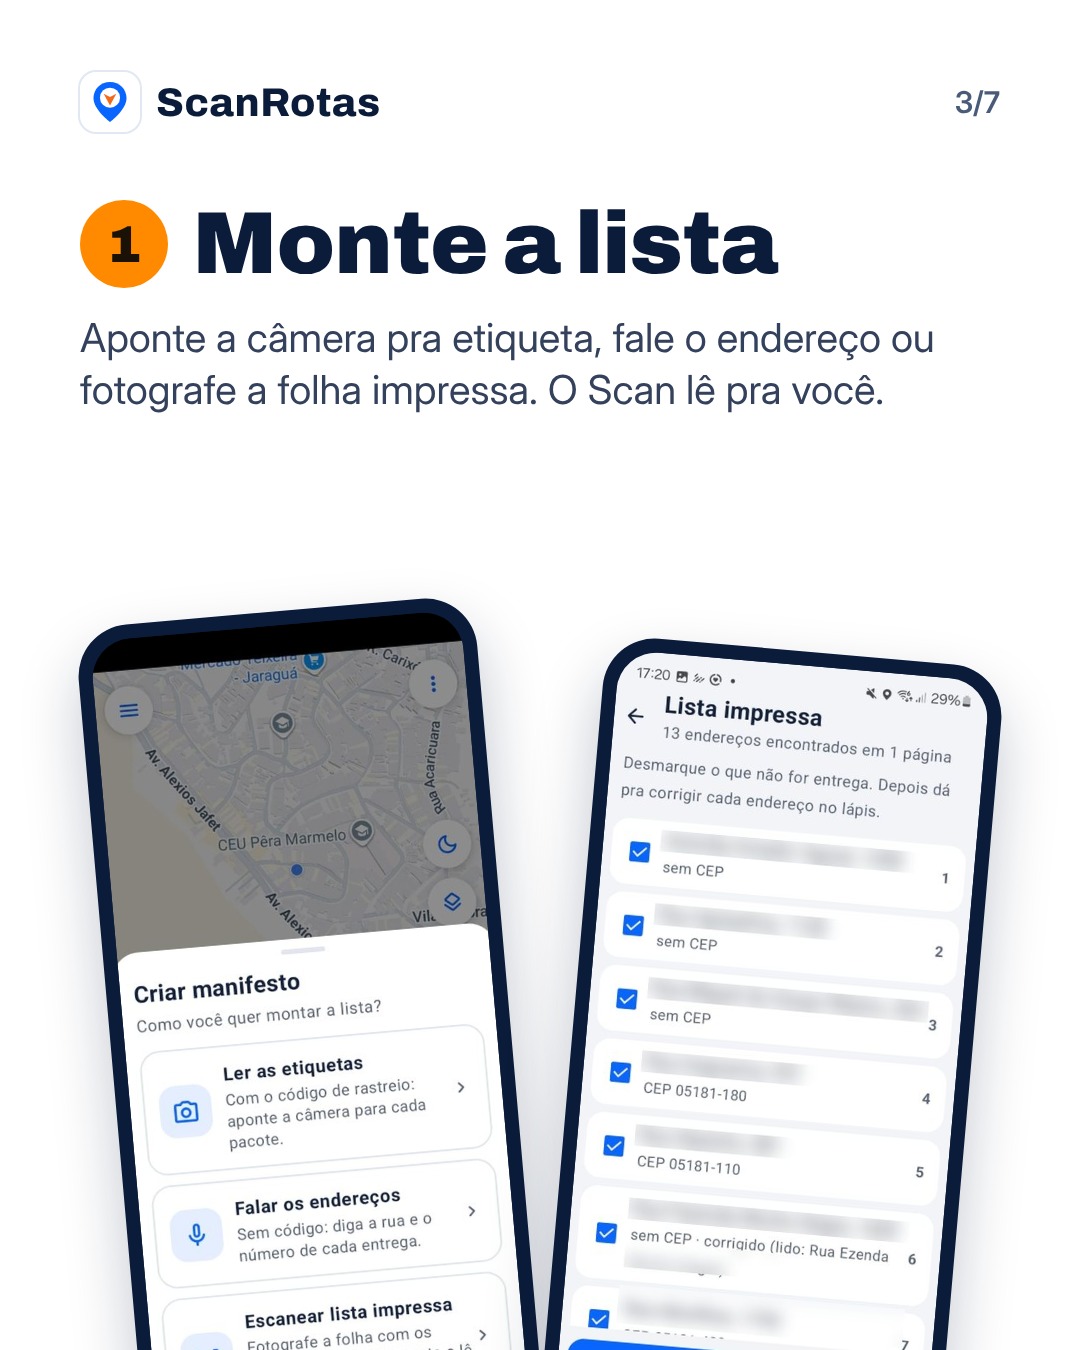 ScanRotas
3/7
1 Monte a lista
Aponte a câmera pra etiqueta, fale o endereço ou
fotografe a folha impressa. O Scan lê pra você.
Mercado Teixeira
- Jaraguá
R. Carixó
Av. Alexios Jafet
Rua Acaricuara
CEU Pêra Marmelo
Av. Alexio
Criar manifesto
Como você quer montar a lista?
Ler as etiquetas
Com o código de rastreio:
aponte a câmera para cada
pacote.
Falar os endereços
Sem código: diga a rua e o
número de cada entrega.
Escanear lista impressa
Fotografe a folha com os
17:20
29%
Lista impressa
13 endereços encontrados em 1 página
Desmarque o que não for entrega. Depois dá
pra corrigir cada endereço no lápis.
sem CEP
1
sem CEP
2
sem CEP
3
CEP 05181-180
4
CEP 05181-110
5
sem CEP · corrigido (lido: Rua Ezenda
6
7